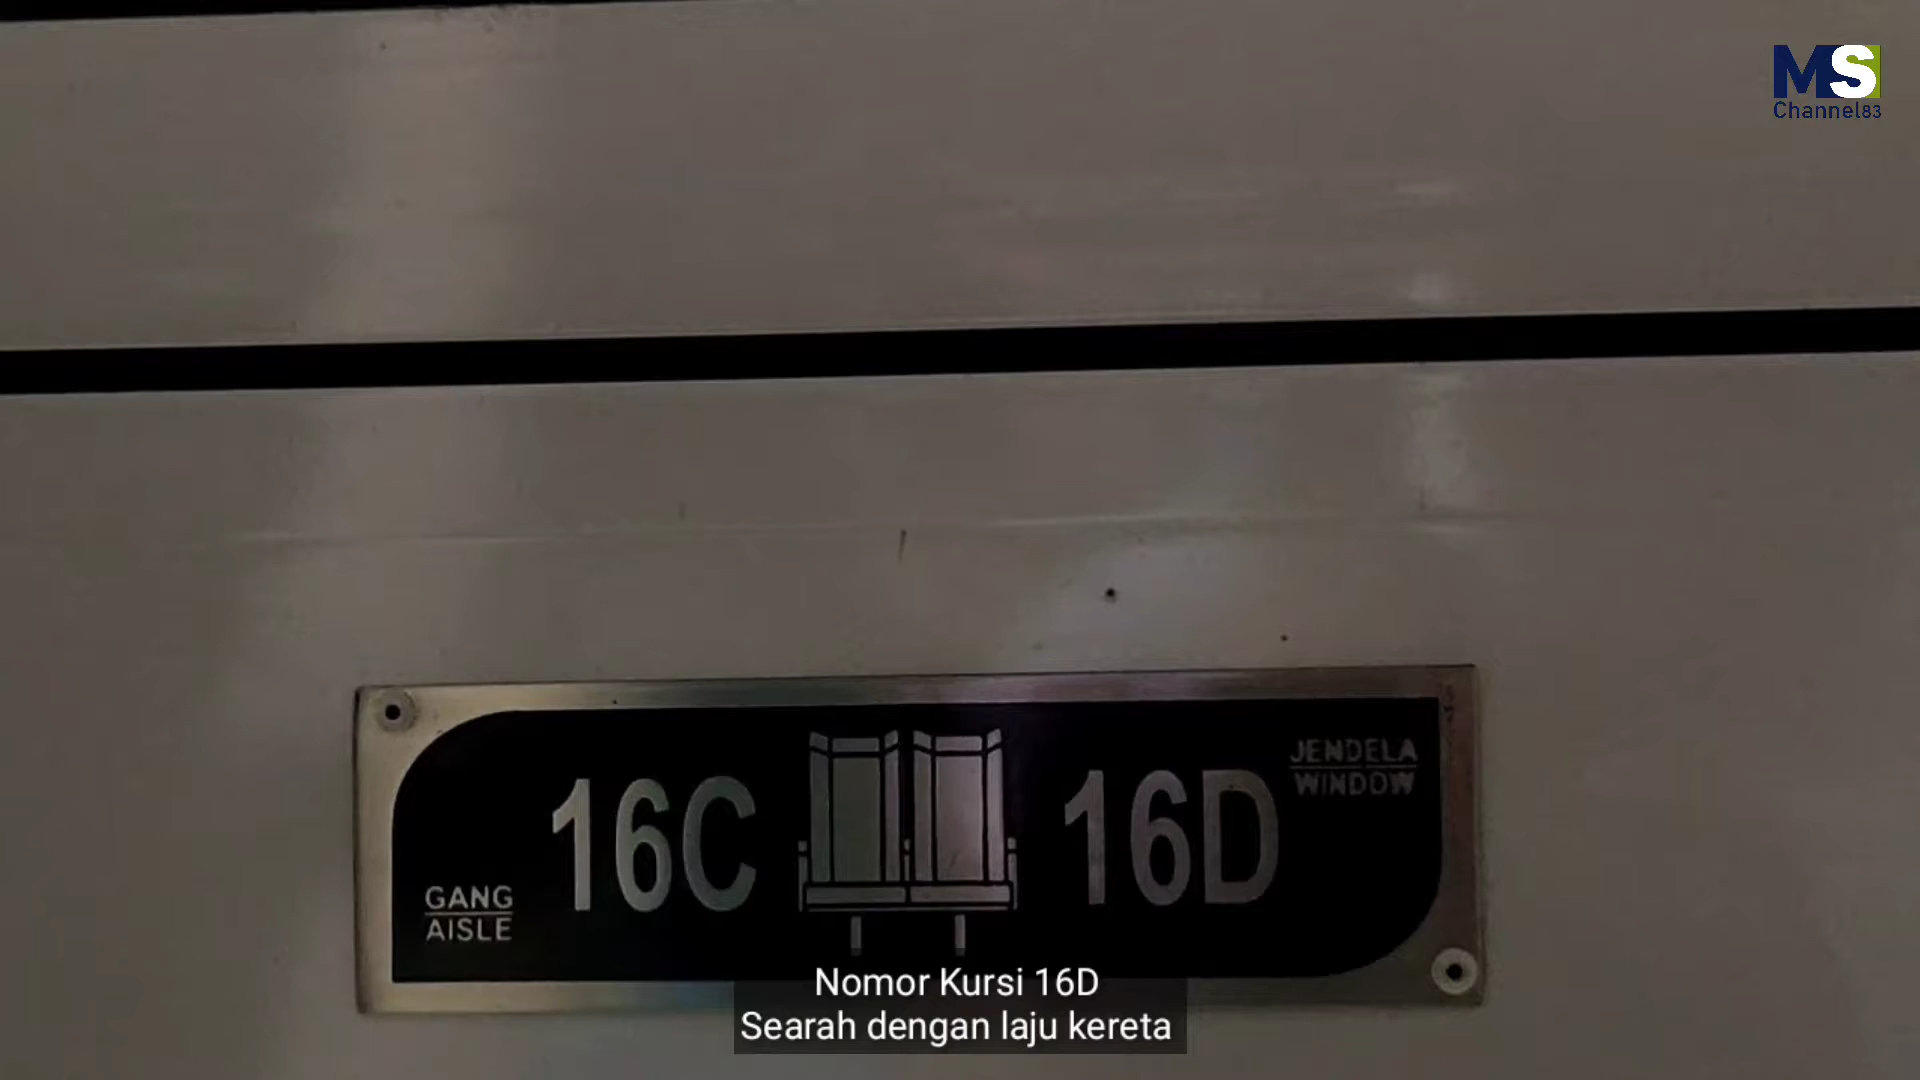 MS
Channel83
16C
16D
JENDELA
WINDOW
GANG
AISLE
Nomor Kursi 16D
Searah dengan laju kereta